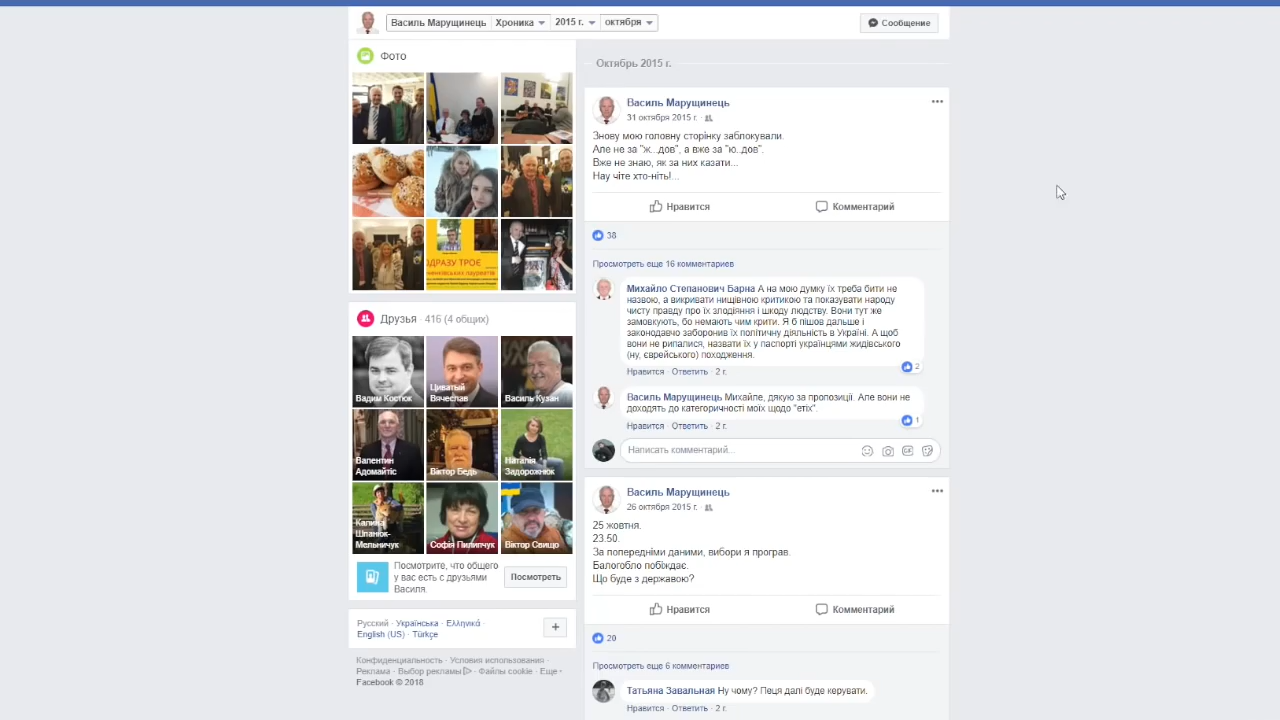 Василь Марущинець Хроника 2015 г. октября
Сообщение
Фото
ОДРАЗУ ТРОЄ
Друзья · 416 (4 общих)
Вадим Костюк
Циватый
Вячеслав
Василь Кузан
Валентин
Адомайтіс
Віктор Бедь
Наталія
Задорожнюк
Калина
Шпанюк-
Мельничук
Софія Пилипчук
Віктор Свищо
Посмотрите, что общего
у вас есть с друзьями
Василя.
Посмотреть
Русский · Українська · Ελληνικά ·
English (US) · Türkçe
Конфиденциальность · Условия использования ·
Реклама · Выбор рекламы · Файлы cookie · Еще
Facebook © 2018
Октябрь 2015 г.
Василь Марущинець
31 октября 2015 г. ·
Знову мою головну сторінку заблокували.
Але не за "ж...дов", а вже за "ю..дов".
Вже не знаю, як за них казати...
Нау чіте хто-ніть!...
Нравится Комментарий
38
Просмотреть еще 16 комментариев
Михайло Степанович Барна А на мою думку їх треба бити не
назвою, а викривати нищівною критикою та показувати народу
чисту правду про їх злодіяння і шкоду людству. Вони тут же
замовкують, бо немають чим крити. Я б пішов дальше і
законодавчо заборонив їх політичну діяльність в Україні. А щоб
вони не рипалися, назвати їх у паспорті українцями жидівського
(ну, єврейського) походження.
2
Нравится · Ответить · 2 г.
Василь Марущинець Михайле, дякую за пропозиції. Але вони не
доходять до категоричності моїх щодо "етіх".
1
Нравится · Ответить · 2 г.
Написать комментарий...
GIF
Василь Марущинець
26 октября 2015 г.
25 жовтня.
23.50.
За попередніми даними, вибори я програв.
Балогобло побіждає.
Що буде з державою?
Нравится Комментарий
20
Просмотреть еще 6 комментариев
Татьяна Завальная Ну чому? Пеця далі буде керувати.
Нравится · Ответить · 2 г.